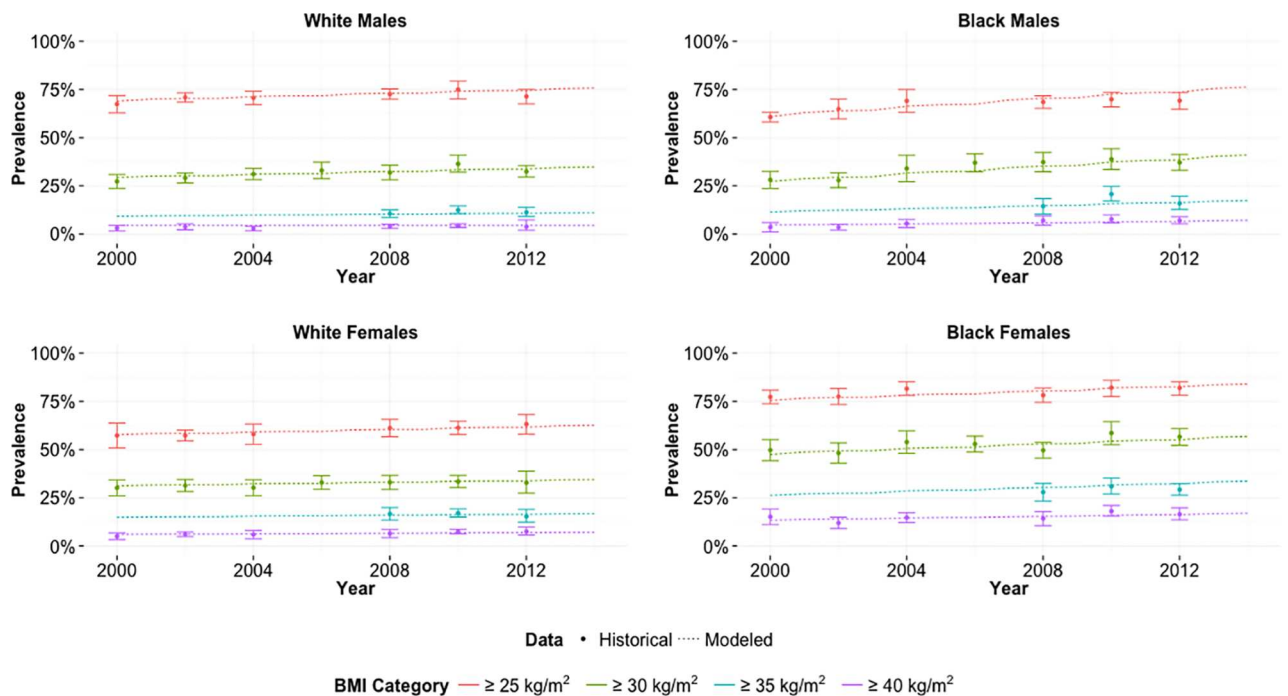 White Males
Black Males
100%
75%
50%
25%
0%
Prevalence
2000
2004
2008
2012
Year
100%
75%
50%
25%
0%
Prevalence
2000
2004
2008
2012
Year
White Females
Black Females
100%
75%
50%
25%
0%
Prevalence
2000
2004
2008
2012
Year
100%
75%
50%
25%
0%
Prevalence
2000
2004
2008
2012
Year
Data Historical Modeled
BMI Category ≥ 25 kg/m² ≥ 30 kg/m² ≥ 35 kg/m² ≥ 40 kg/m²